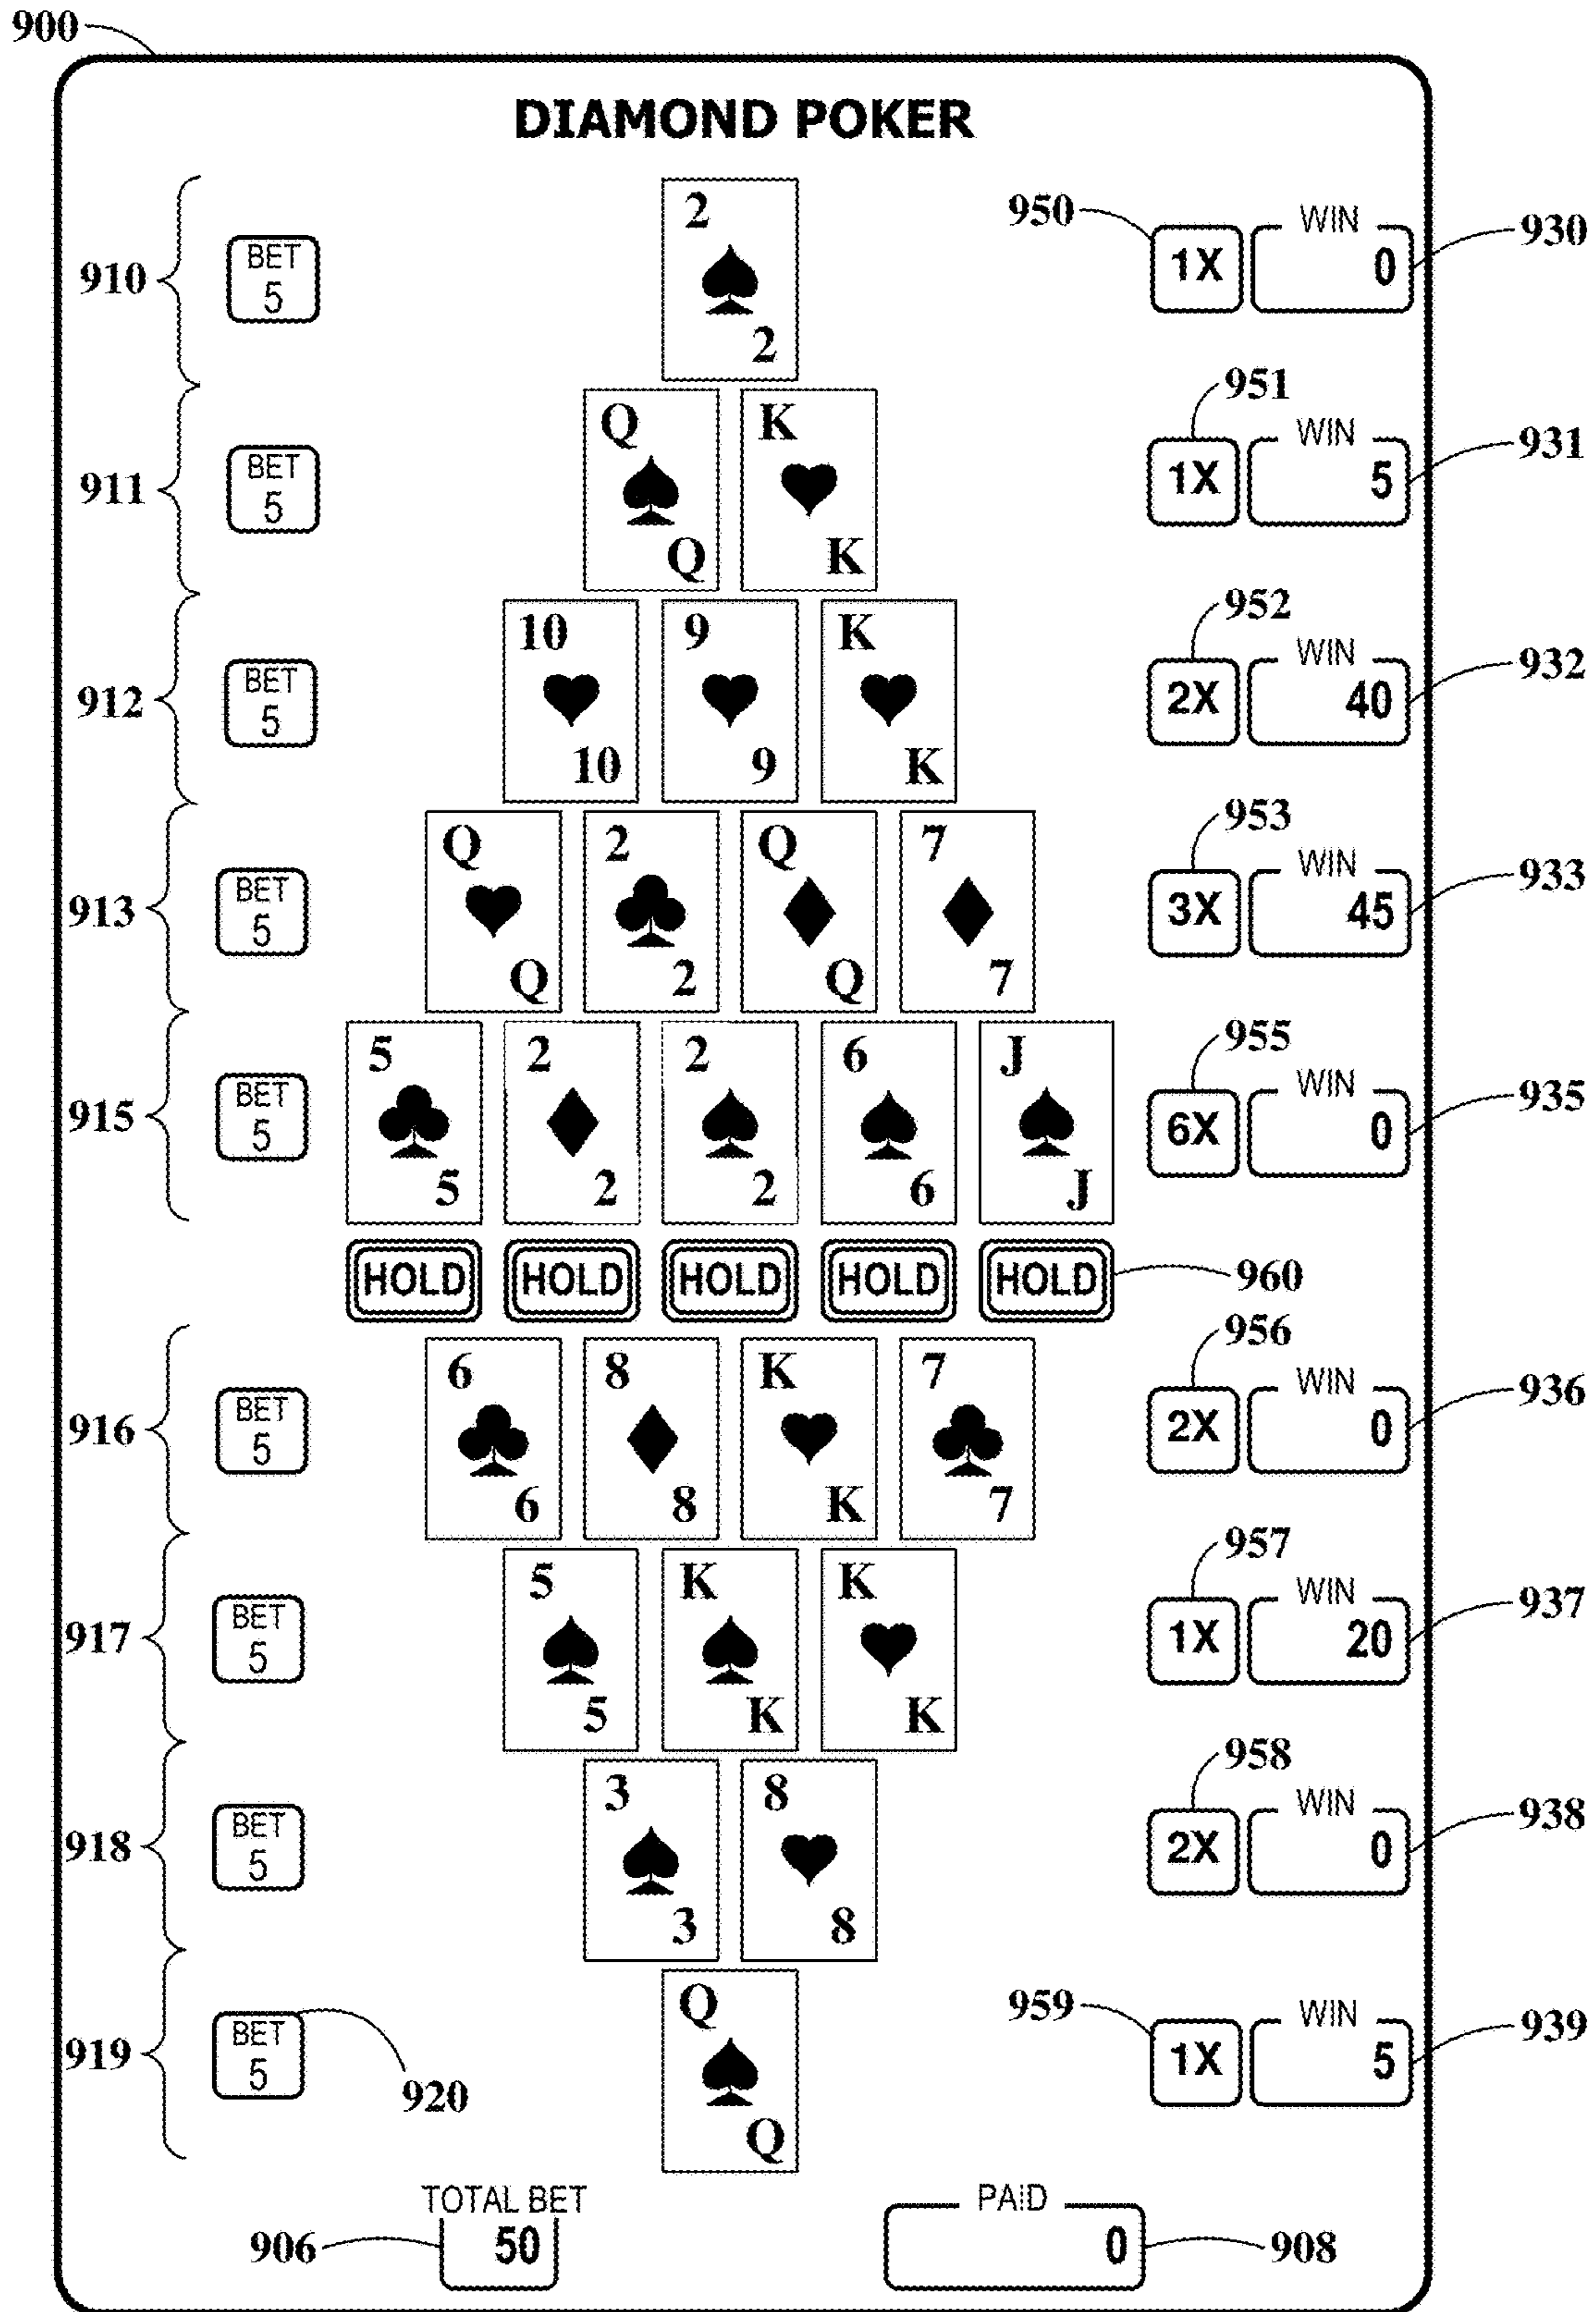 900
DIAMOND POKER
2
2
910
BET
5
950
1X
WIN
0
930
Q
Q
K
K
911
BET
5
951
1X
WIN
5
931
10
10
9
9
K
K
912
BET
5
952
2X
WIN
40
932
Q
Q
2
2
Q
Q
7
7
913
BET
5
953
3X
WIN
45
933
5
5
2
2
2
2
6
6
J
J
915
BET
5
955
6X
WIN
0
935
HOLD HOLD HOLD HOLD HOLD
960
6
6
8
8
K
K
7
7
916
BET
5
956
2X
WIN
0
936
5
5
K
K
K
K
917
BET
5
957
1X
WIN
20
937
3
3
8
8
918
BET
5
958
2X
WIN
0
938
Q
Q
919
BET
5
920
959
1X
WIN
5
939
TOTAL BET
50
906
PAID
0
908